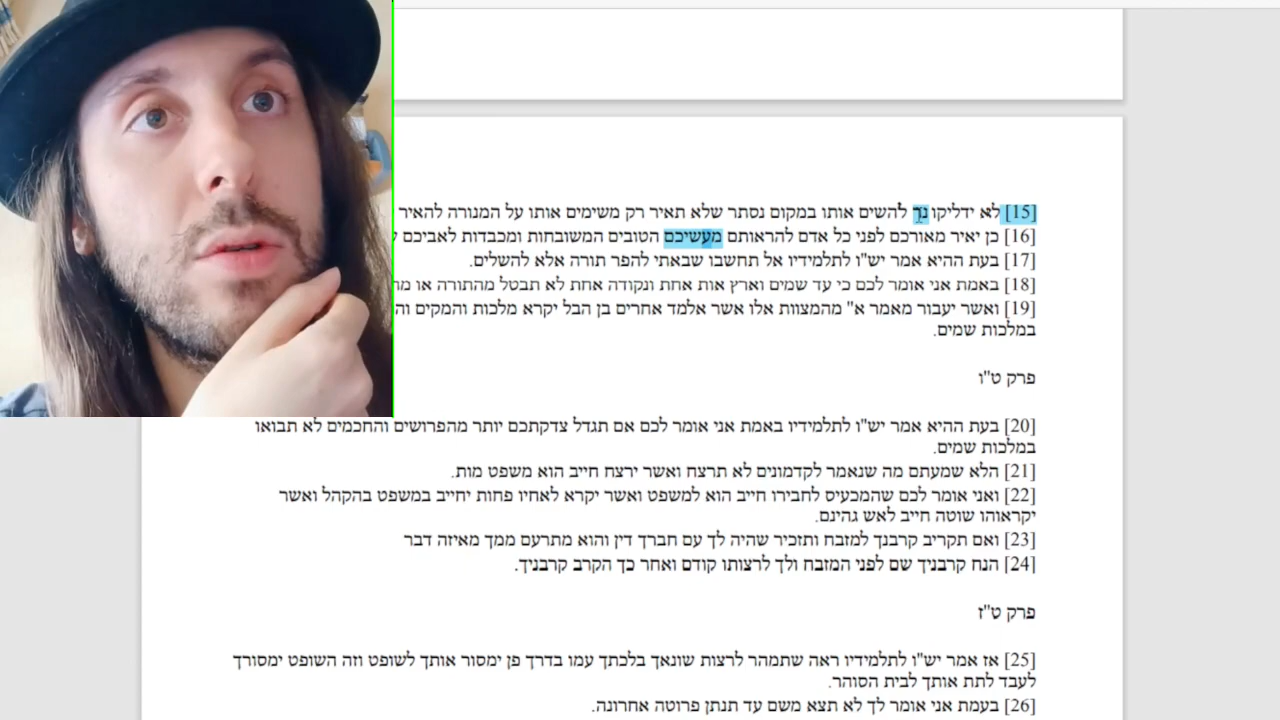 [15] לא ידליקו נר להשים אותו במקום נסתר שלא תאיר רק משימים אותו על המנורה להאיר
[16] כן יאיר מאורכם לפני כל אדם להראותם מעשיכם הטובים המשובחות ומכבדות לאביכם
[17] בעת ההיא אמר יש"ו לתלמידיו אל תחשבו שבאתי להפר תורה אלא להשלים.
[18] באמת אני אומר לכם כי עד שמים וארץ אות אחת ונקודה אחת לא תבטל מהתורה או
[19] ואשר יעבור מאמר א" מהמצוות אלו אשר אלמד אחרים בן הבל יקרא מלכות והמקים
במלכות שמים.
פרק ט"ו
[20] בעת ההיא אמר יש"ו לתלמידיו באמת אני אומר לכם אם תגדל צדקתכם יותר מהפרושים והחכמים לא תבואו
במלכות שמים.
[21] הלא שמעתם מה שנאמר לקדמונים לא תרצח ואשר ירצח חייב הוא משפט מות.
[22] ואני אומר לכם שהמכעיס לחבירו חייב הוא למשפט ואשר יקרא לאחיו פחות יחייב במשפט בהקהל ואשר
יקראוהו שוטה חייב לאש גהינם.
[23] ואם תקריב קרבנך למזבח ותזכיר שהיה לך עם חברך דין והוא מתרעם ממך מאיזה דבר
[24] הנח קרבניך שם לפני המזבח ולך לרצותו קודם ואחר כך הקרב קרבניך.
פרק ט"ז
[25] אז אמר יש"ו לתלמידיו ראה שתמהר לרצות שונאך בלכתך עמו בדרך פן ימסור אותך לשופט וזה השופט ימסורך
לעבד לתת אותך לבית הסוהר.
[26] בעמת אני אומר לך לא תצא משם עד תנתן פרוטה אחרונה.